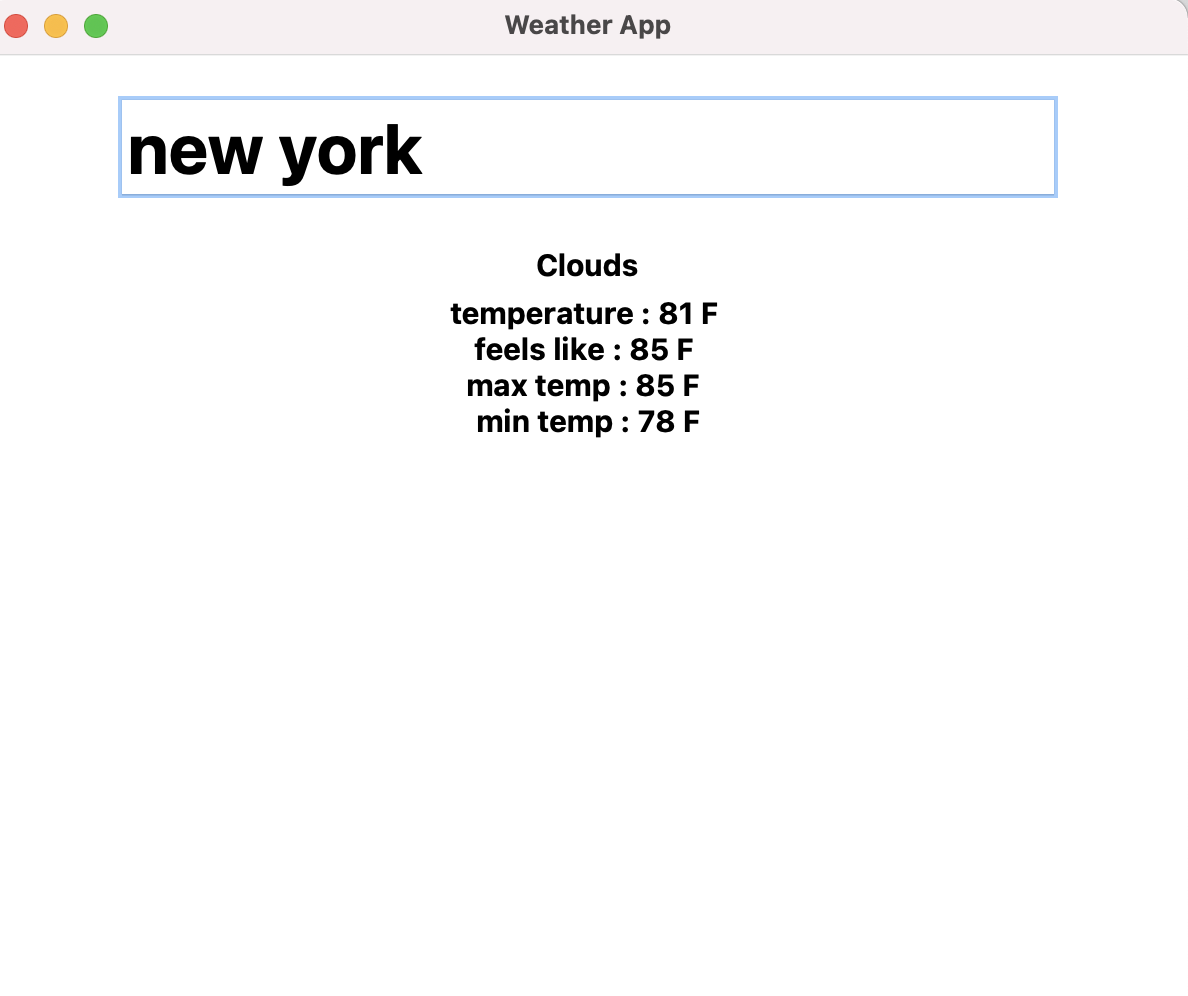 Weather App
new york
Clouds
temperature : 81 F
feels like : 85 F
max temp : 85 F
min temp : 78 F